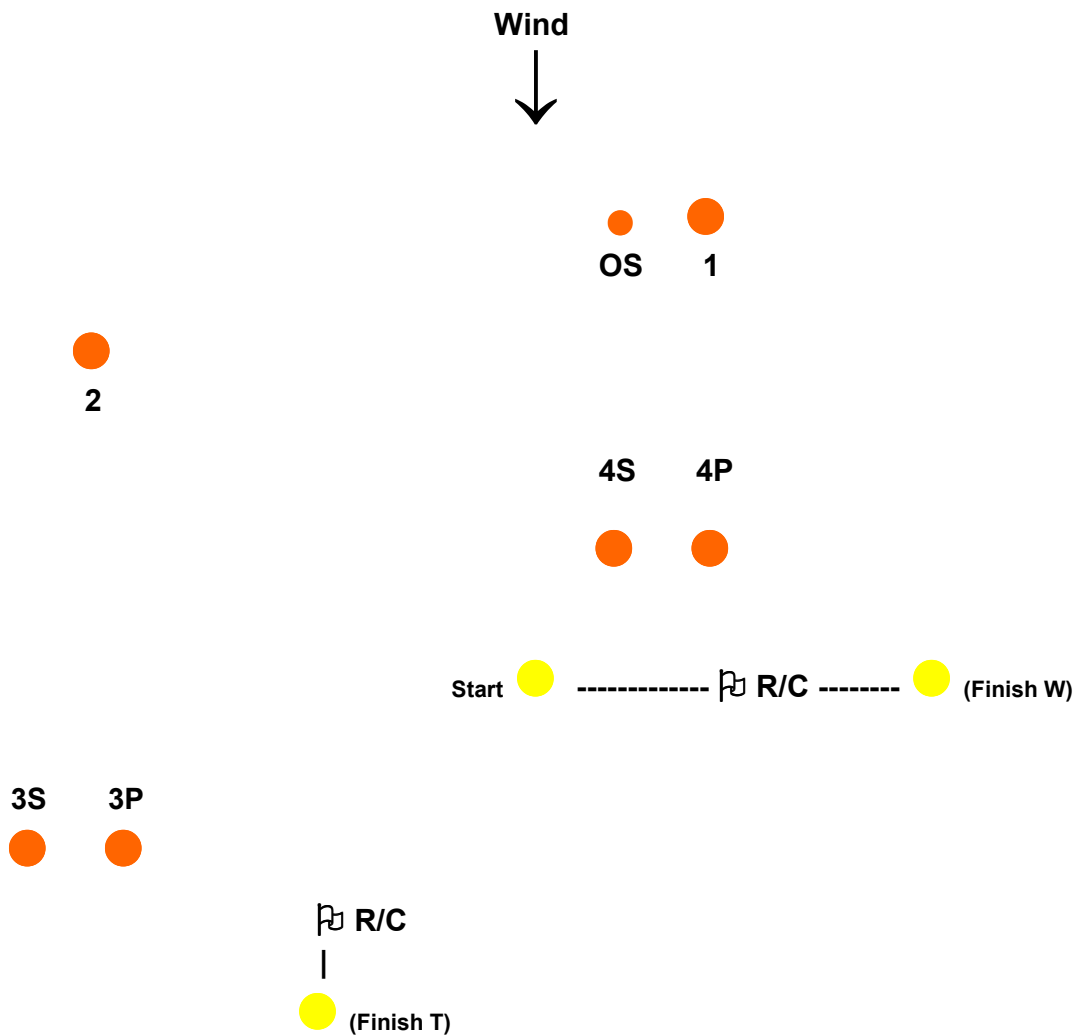 Wind
OS 1
2
4S 4P
Start ------------- R/C -------- (Finish W)
3S 3P
R/C
|
(Finish T)